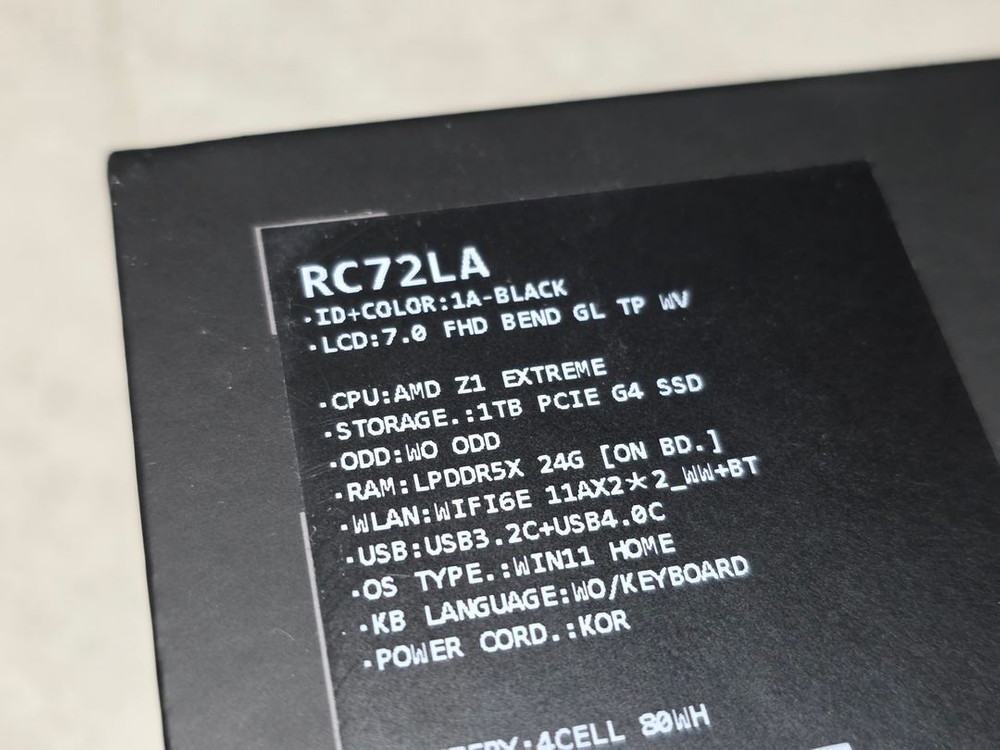 RC72LA
·ID+COLOR:1A-BLACK
·LCD:7.0 FHD BEND GL TP WV
·CPU:AMD Z1 EXTREME
·STORAGE.:1TB PCIE G4 SSD
·ODD:WO ODD
·RAM:LPDDR5X 24G [ON BD.]
·WLAN:WIFI6E 11AX2*2_WW+BT
·USB:USB3.2C+USB4.0C
·OS TYPE.:WIN11 HOME
·KB LANGUAGE:WO/KEYBOARD
·POWER CORD.:KOR
:4CELL 80WH